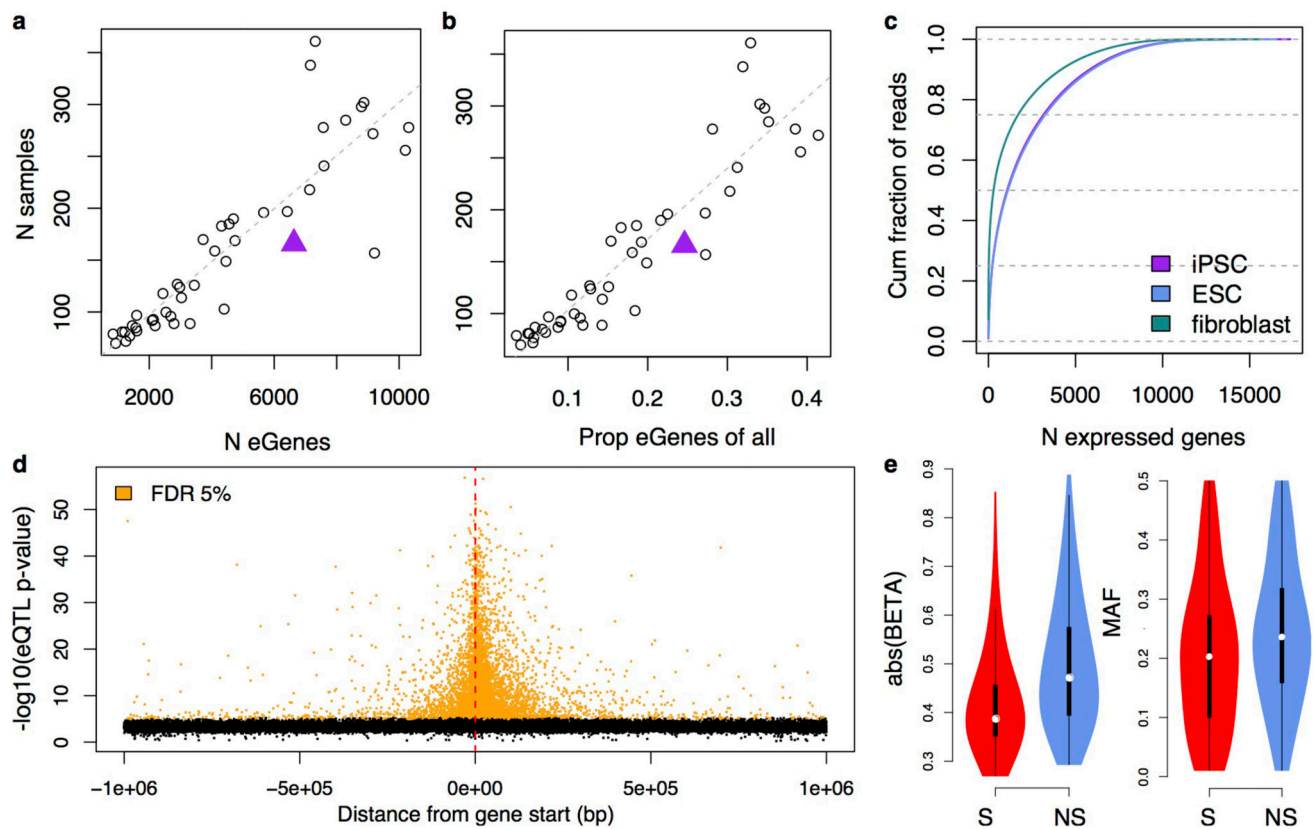 a
N samples
100
200
300
2000
6000
10000
N eGenes
b
100
200
300
0.1
0.2
0.3
0.4
Prop eGenes of all
c
Cum fraction of reads
0.0
0.2
0.4
0.6
0.8
1.0
iPSC
ESC
fibroblast
0
5000
10000
15000
N expressed genes
d
-log10(eQTL p-value)
0
10
20
30
40
50
FDR 5%
−1e+06
−5e+05
0e+00
5e+05
1e+06
Distance from gene start (bp)
e
abs(BETA)
0.3
0.4
0.5
0.6
0.7
0.8
0.9
S
NS
MAF
0.0
0.1
0.2
0.3
0.4
0.5
S
NS